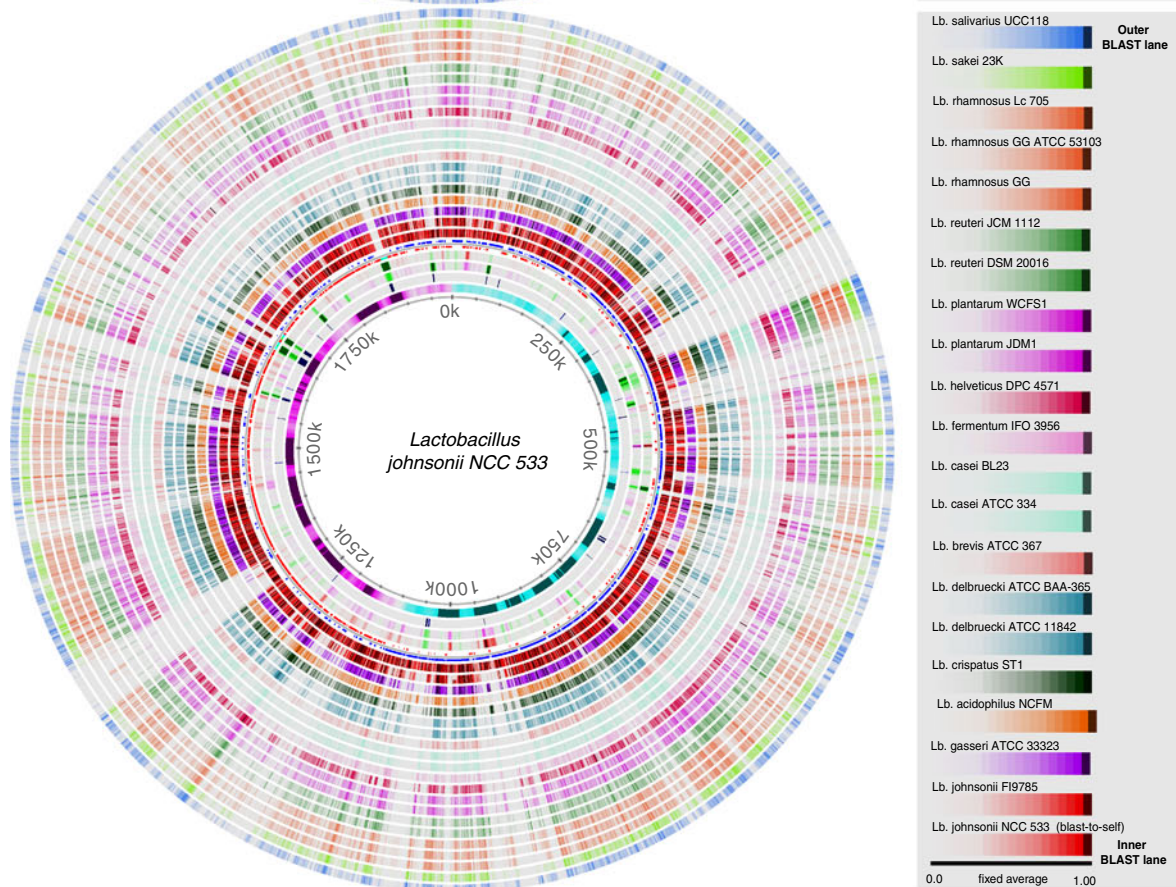 0k
250k
500k
750k
1000k
1250k
1500k
1750k
Lactobacillus
johnsonii NCC 533
Lb. salivarius UCC118
Outer
BLAST lane
Lb. sakei 23K
Lb. rhamnosus Lc 705
Lb. rhamnosus GG ATCC 53103
Lb. rhamnosus GG
Lb. reuteri JCM 1112
Lb. reuteri DSM 20016
Lb. plantarum WCFS1
Lb. plantarum JDM1
Lb. helveticus DPC 4571
Lb. fermentum IFO 3956
Lb. casei BL23
Lb. casei ATCC 334
Lb. brevis ATCC 367
Lb. delbruecki ATCC BAA-365
Lb. delbruecki ATCC 11842
Lb. crispatus ST1
Lb. acidophilus NCFM
Lb. gasseri ATCC 33323
Lb. johnsonii FI9785
Lb. johnsonii NCC 533 (blast-to-self)
Inner
BLAST lane
0.0 fixed average 1.00